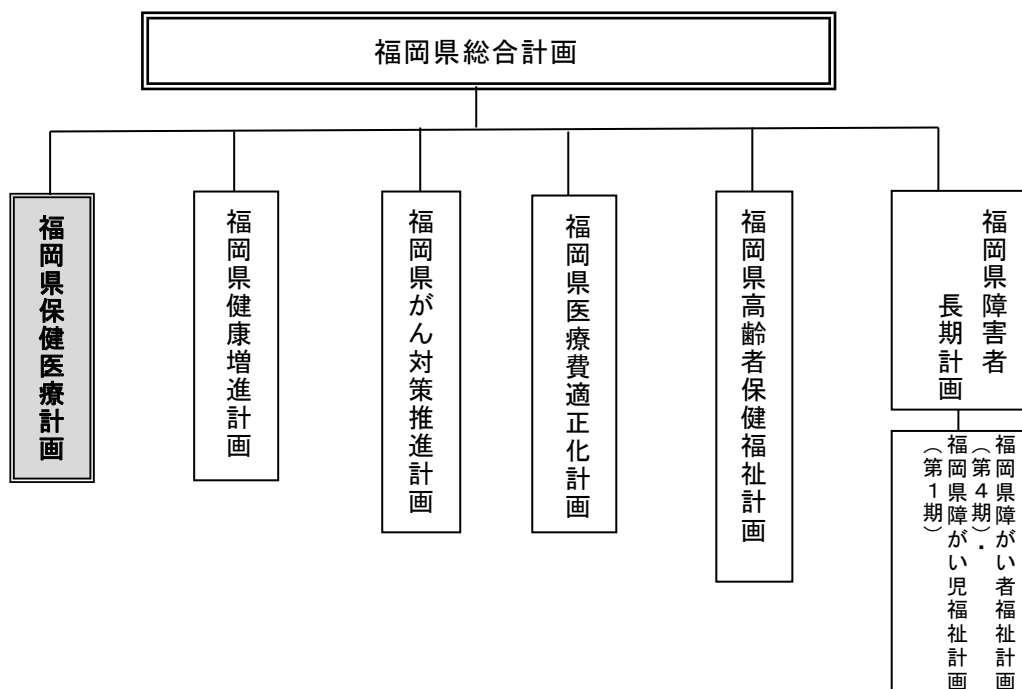 福岡県総合計画
福岡県保健医療計画
福岡県健康増進計画
福岡県がん対策推進計画
福岡県医療費適正化計画
福岡県高齢者保健福祉計画
福岡県障害者
長期計画
福岡県障がい者福祉計画
（第４期）・
福岡県障がい児福祉計画
（第１期）